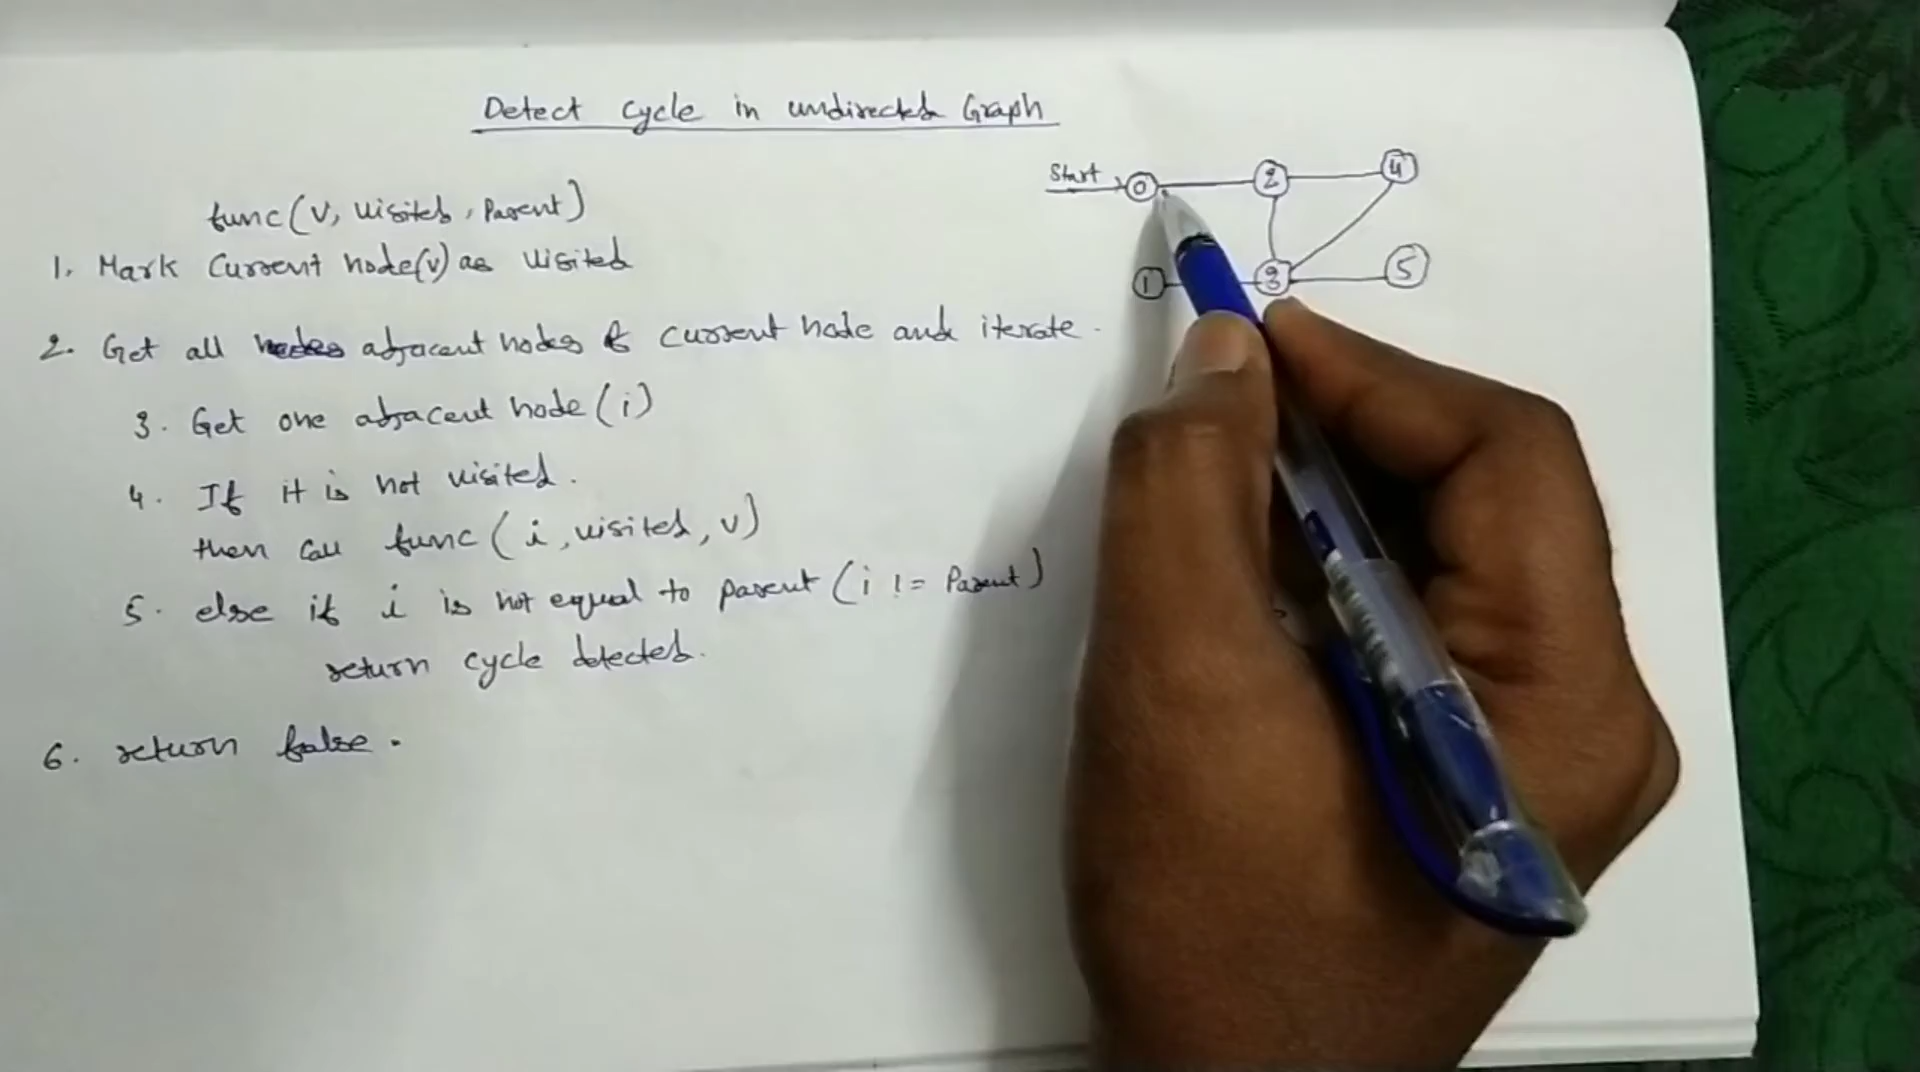 Detect cycle in undirected Graph
func(v, visited, Parent)
1. Mark Current node(v) as visited
2. Get all adjacent nodes of current node and iterate.
3. Get one adjacent node (i)
4. If it is not visited.
then call func (i, visited, v)
5. else if i is not equal to parent (i != Parent)
return cycle detected.
6. return false.
Start 0 2 4
1 3 5